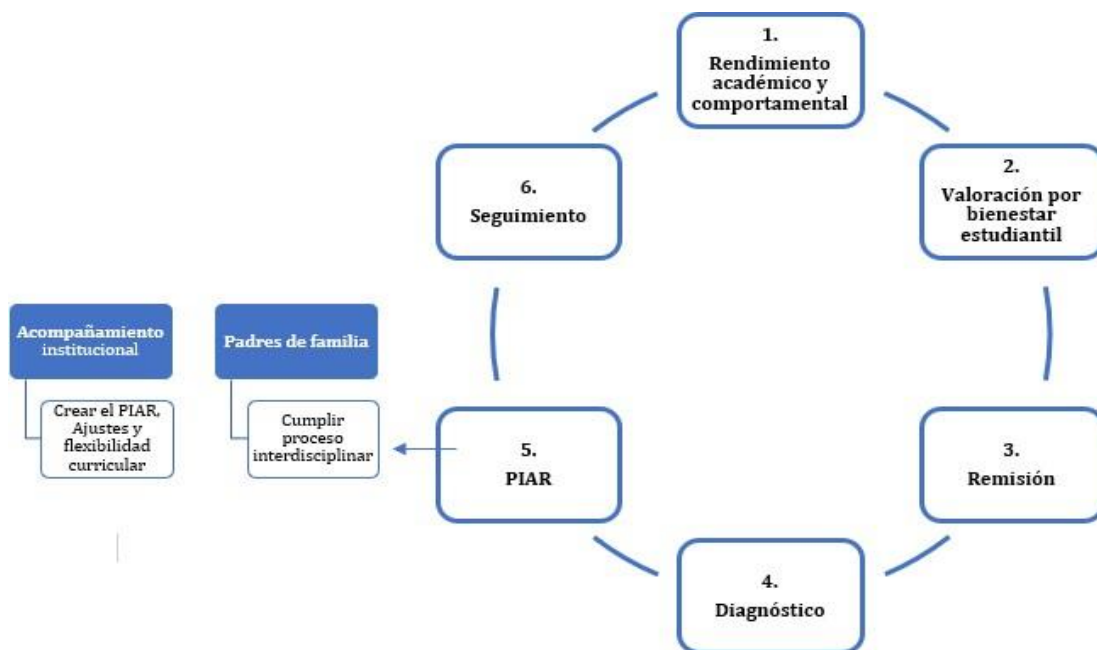 1.
Rendimiento
académico y
comportamental
2.
Valoración por
bienestar
estudiantil
3.
Remisión
4.
Diagnóstico
5.
PIAR
6.
Seguimiento
Padres de familia
Cumplir
proceso
interdisciplinar
Acompañamiento
institucional
Crear el PIAR,
Ajustes y
flexibilidad
curricular